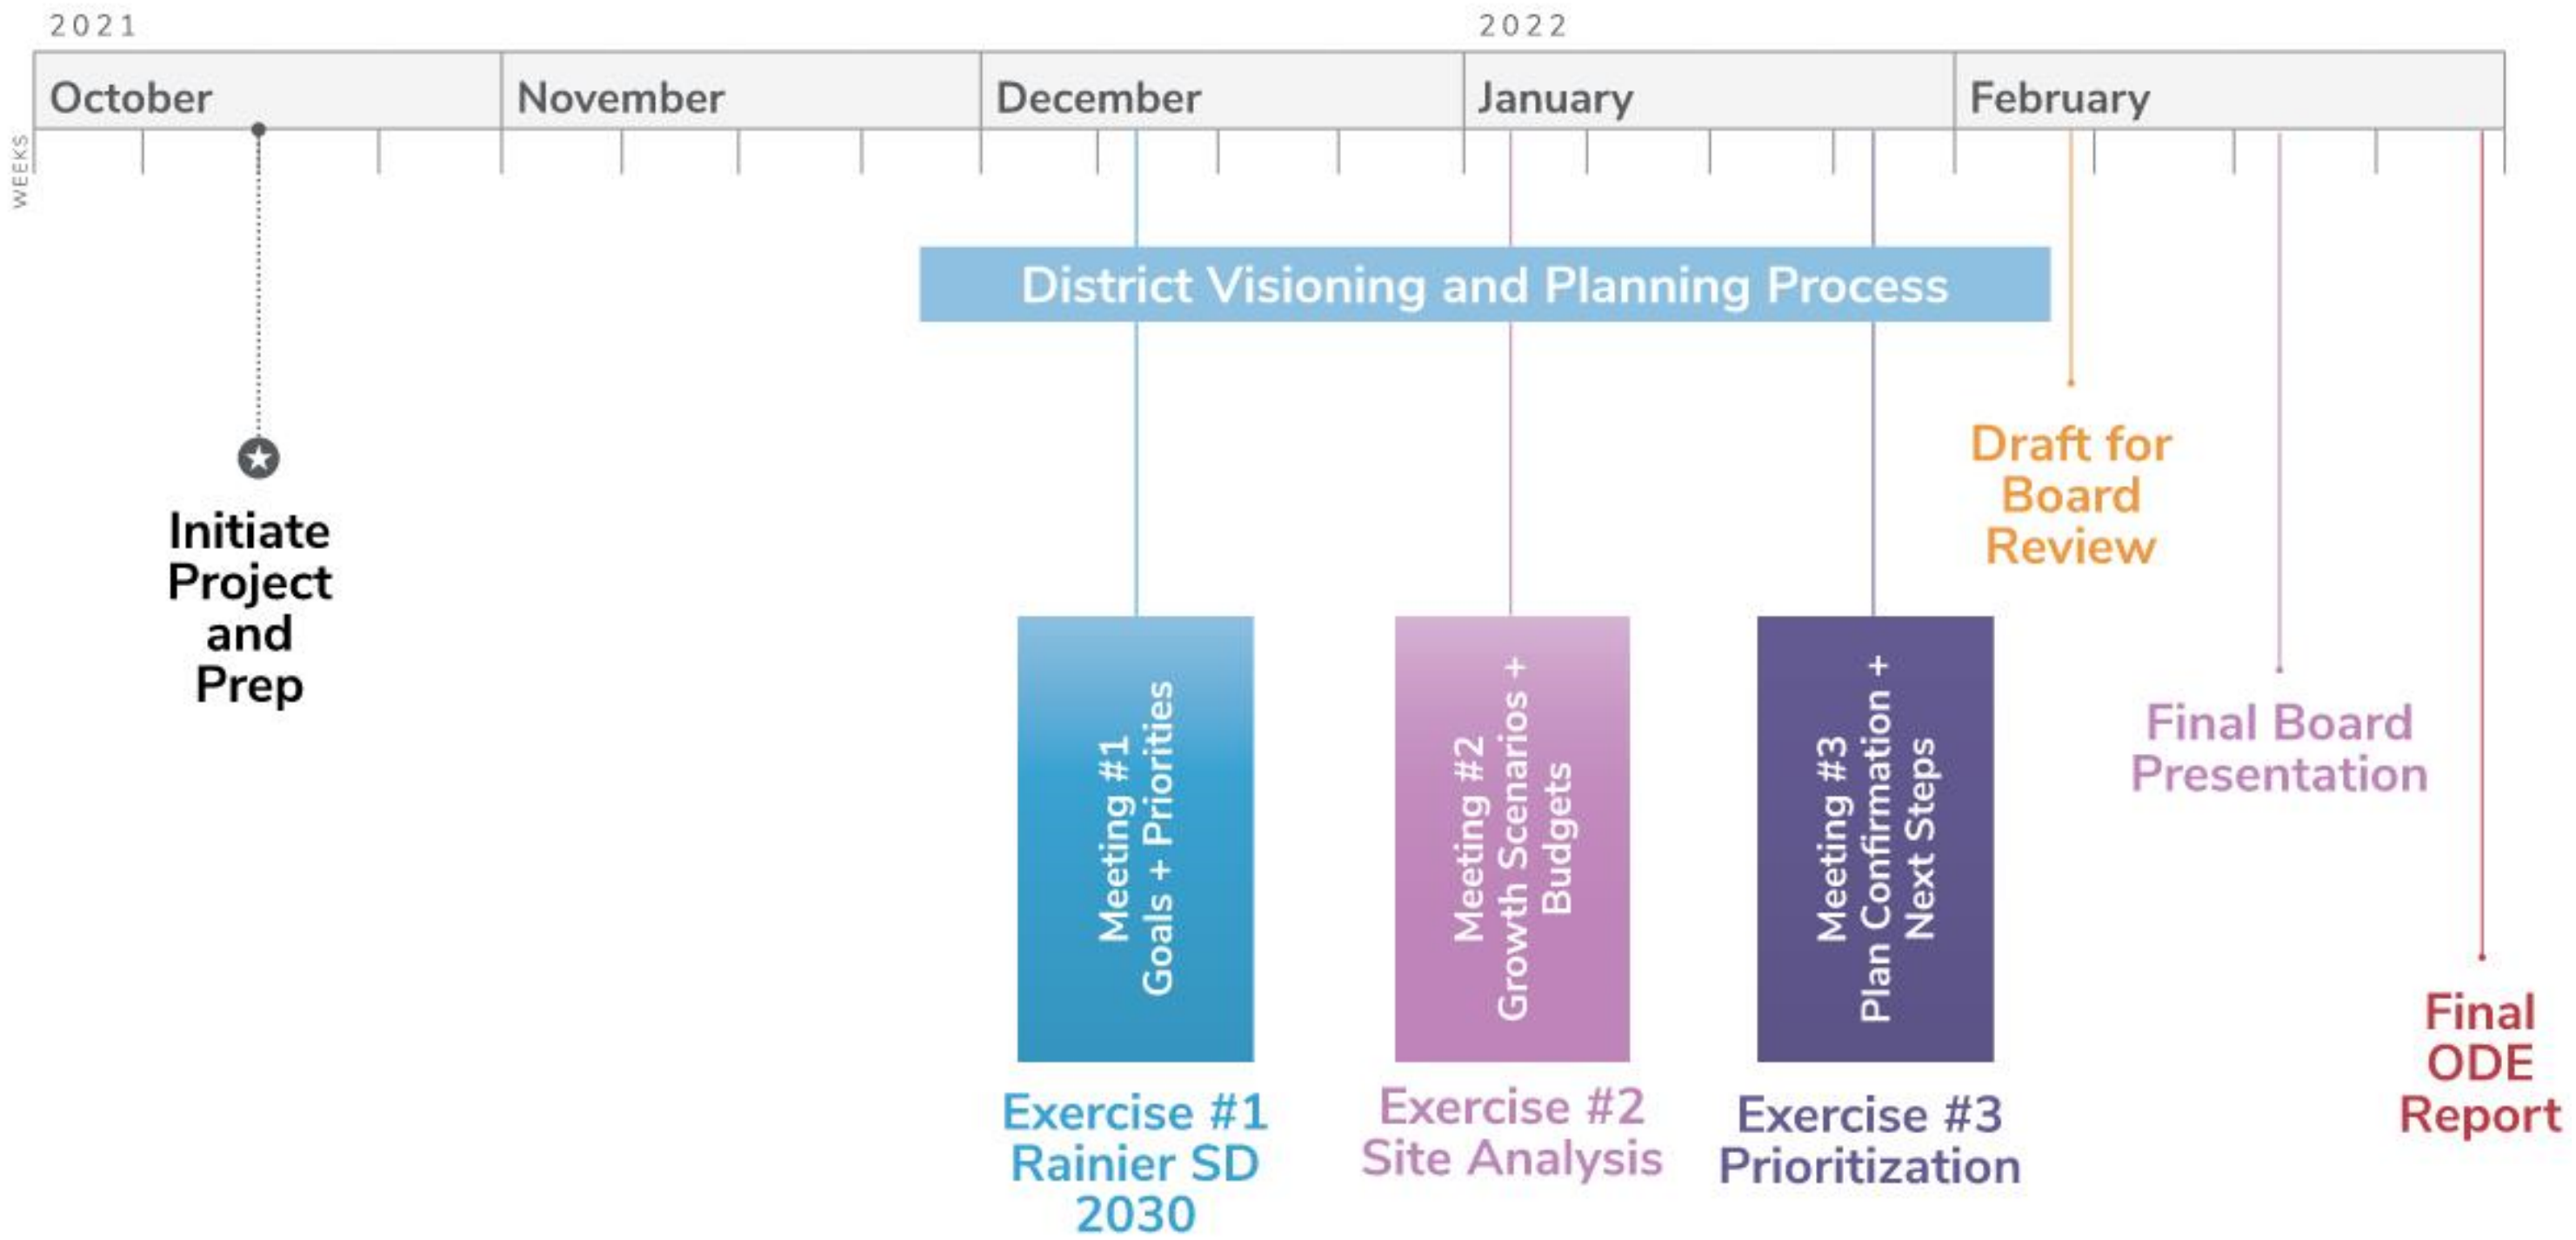 2021
2022
October
November
December
January
February
WEEKS
District Visioning and Planning Process
Initiate
Project
and
Prep
Meeting #1
Goals + Priorities
Exercise #1
Rainier SD
2030
Meeting #2
Growth Scenarios +
Budgets
Exercise #2
Site Analysis
Meeting #3
Plan Confirmation +
Next Steps
Exercise #3
Prioritization
Draft for
Board
Review
Final Board
Presentation
Final
ODE
Report